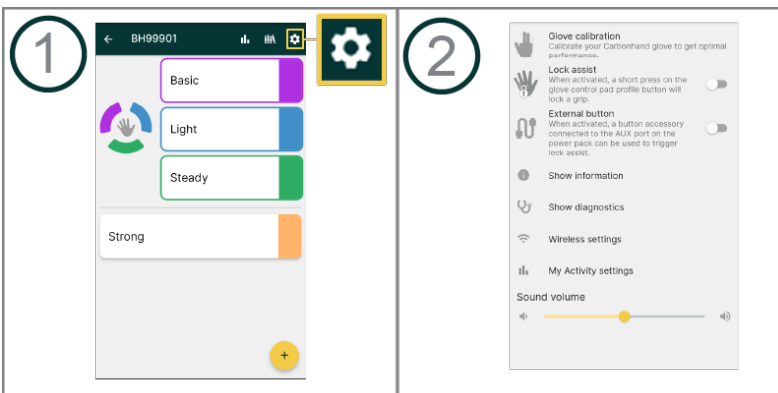 1
BH99901
Basic
Light
Steady
Strong
+
2
Glove calibration
Calibrate your Carbonhand glove to get optimal
performance.
Lock assist
When activated, a short press on the
glove control pad profile button will
lock a grip.
External button
When activated, a button accessory
connected to the AUX port on the
power pack can be used to trigger
lock assist.
Show information
Show diagnostics
Wireless settings
My Activity settings
Sound volume